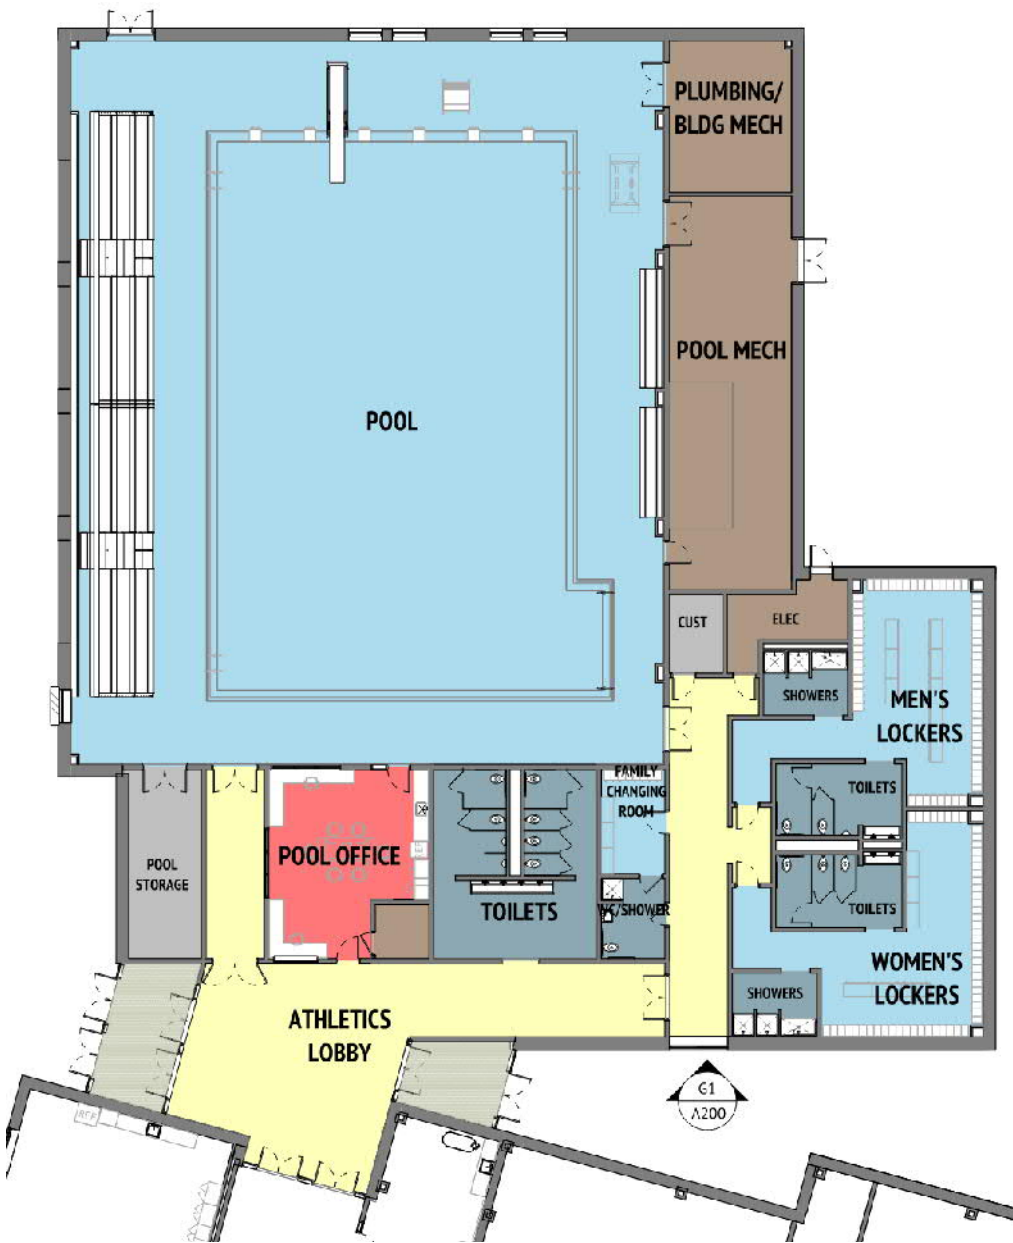 PLUMBING/
BLDG MECH
POOL MECH
POOL
CUST
ELEC
SHOWERS
MEN'S
LOCKERS
FAMILY
CHANGING
ROOM
TOILETS
POOL OFFICE
POOL
STORAGE
TOILETS
WC/SHOWER
TOILETS
WOMEN'S
LOCKERS
SHOWERS
ATHLETICS
LOBBY
G1
A200
REF